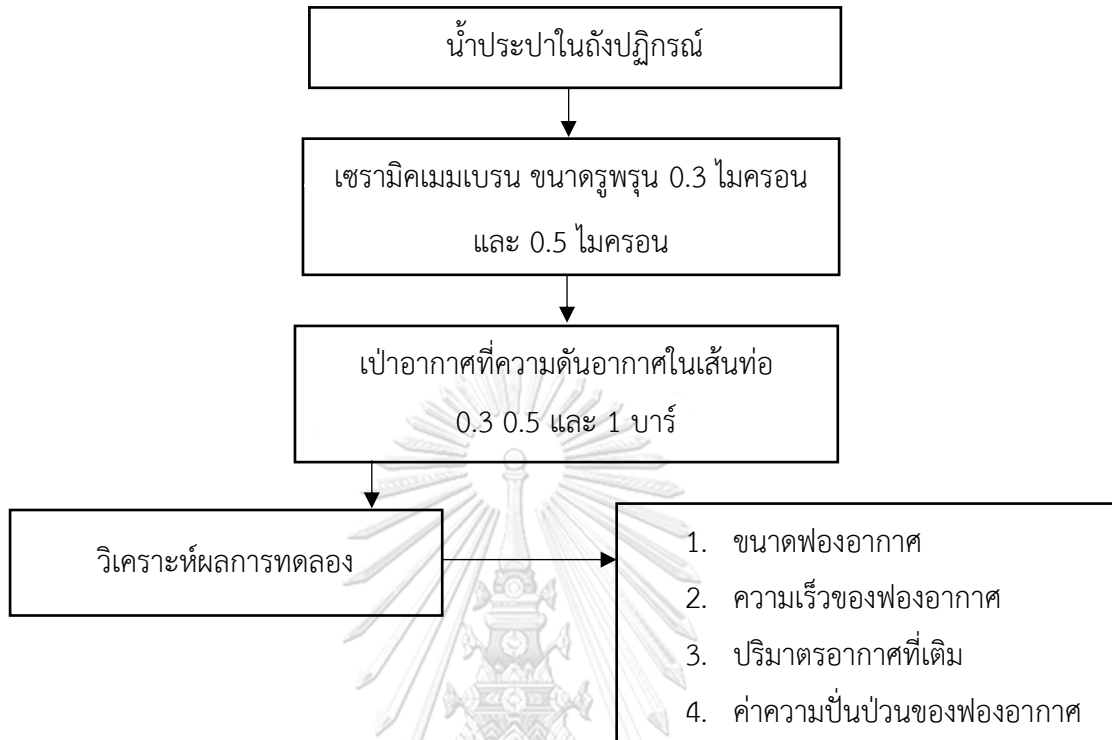 น้ำประปาในถังปฏิกรณ์
เซรามิคเมมเบรน ขนาดรูพรุน 0.3 ไมครอน
และ 0.5 ไมครอน
เป่าอากาศที่ความดันอากาศในเส้นท่อ
0.3 0.5 และ 1 บาร์
วิเคราะห์ผลการทดลอง
1. ขนาดฟองอากาศ
2. ความเร็วของฟองอากาศ
3. ปริมาตรอากาศที่เติม
4. ค่าความปั่นป่วนของฟองอากาศ